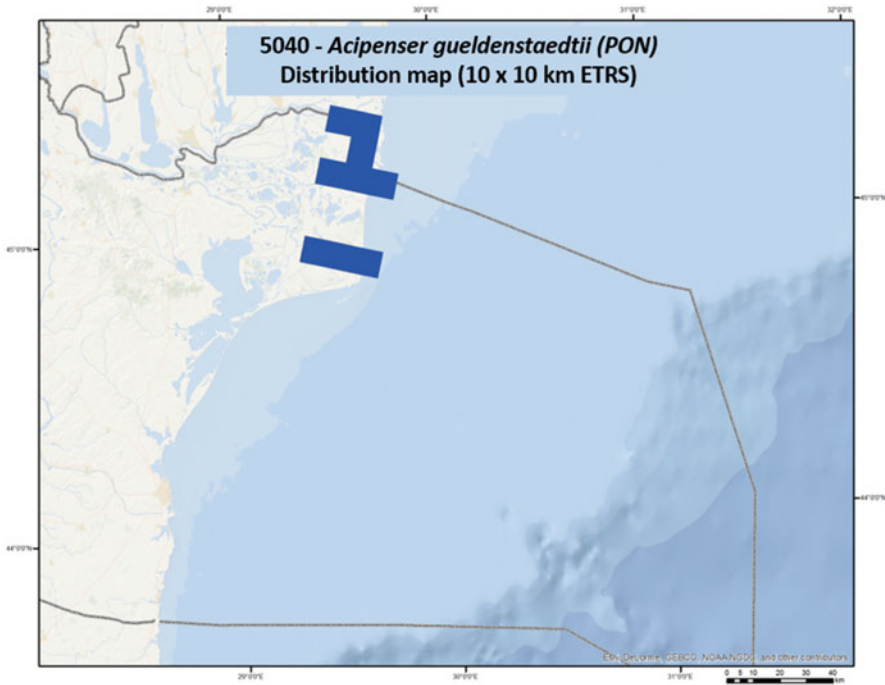 29°0'0"E 30°0'0"E 31°0'0"E 32°0'0"E
5040 - Acipenser gueldenstaedtii (PON)
Distribution map (10 x 10 km ETRS)
45°0'0"N
45°0'0"N
44°0'0"N
44°0'0"N
Esri, DeLorme, GEBCO, NOAA NGDC, and other contributors
29°0'0"E 30°0'0"E 31°0'0"E
0 5 10 20 30 40
km